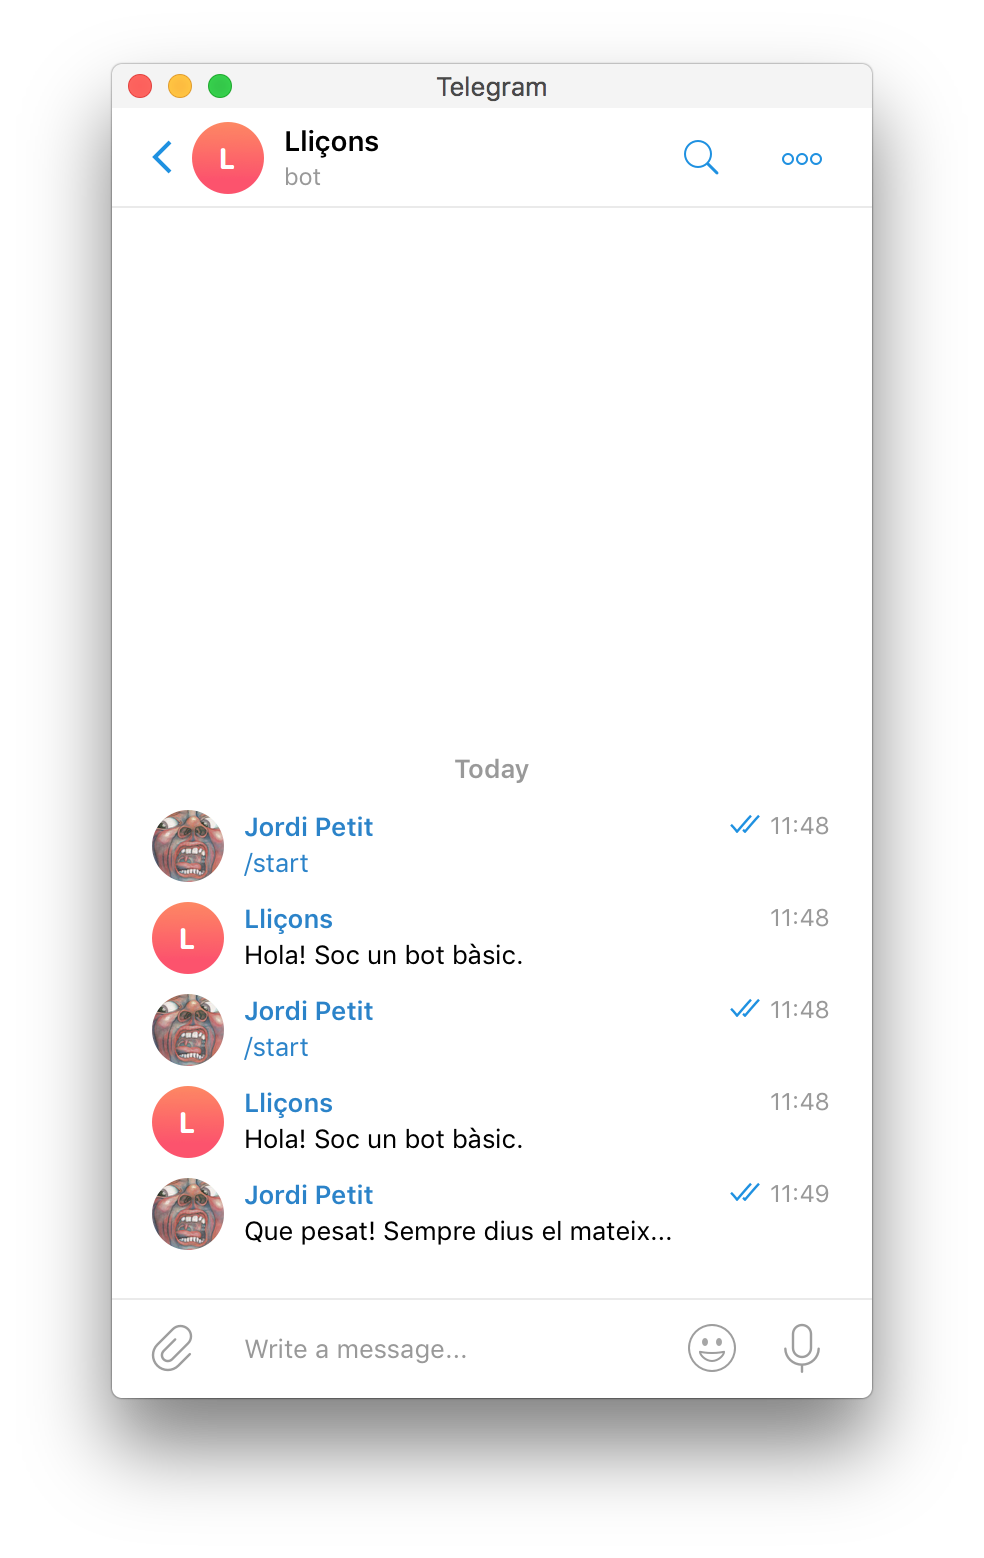 Telegram
L
Lliçons
bot
Today
Jordi Petit 11:48
/start
L
Lliçons 11:48
Hola! Soc un bot bàsic.
Jordi Petit 11:48
/start
L
Lliçons 11:48
Hola! Soc un bot bàsic.
Jordi Petit 11:49
Que pesat! Sempre dius el mateix...
Write a message...